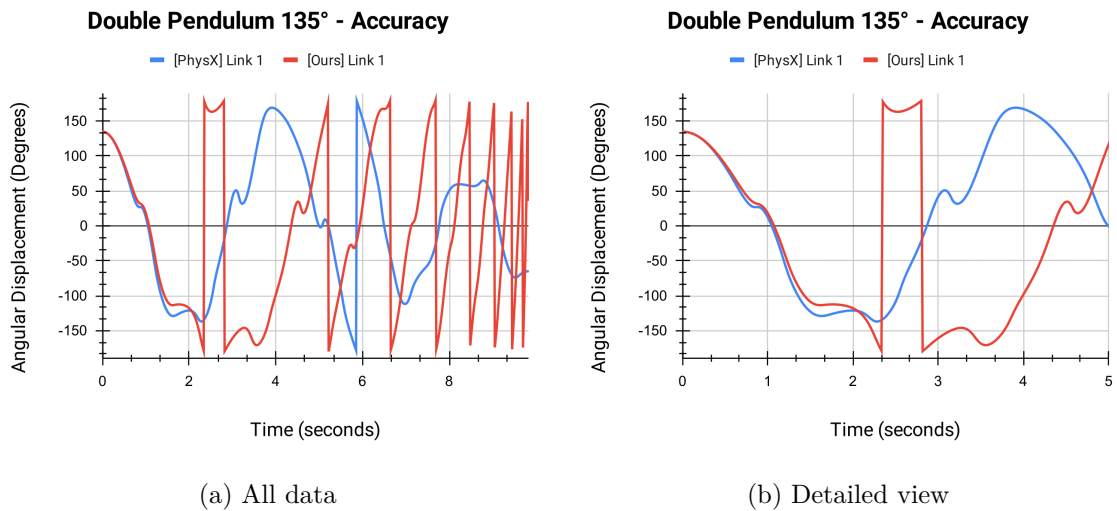 Double Pendulum 135° - Accuracy
[PhysX] Link 1 [Ours] Link 1
Angular Displacement (Degrees)
150
100
50
0
-50
-100
-150
0 2 4 6 8
Time (seconds)
(a) All data
Double Pendulum 135° - Accuracy
[PhysX] Link 1 [Ours] Link 1
Angular Displacement (Degrees)
150
100
50
0
-50
-100
-150
0 1 2 3 4 5
Time (seconds)
(b) Detailed view